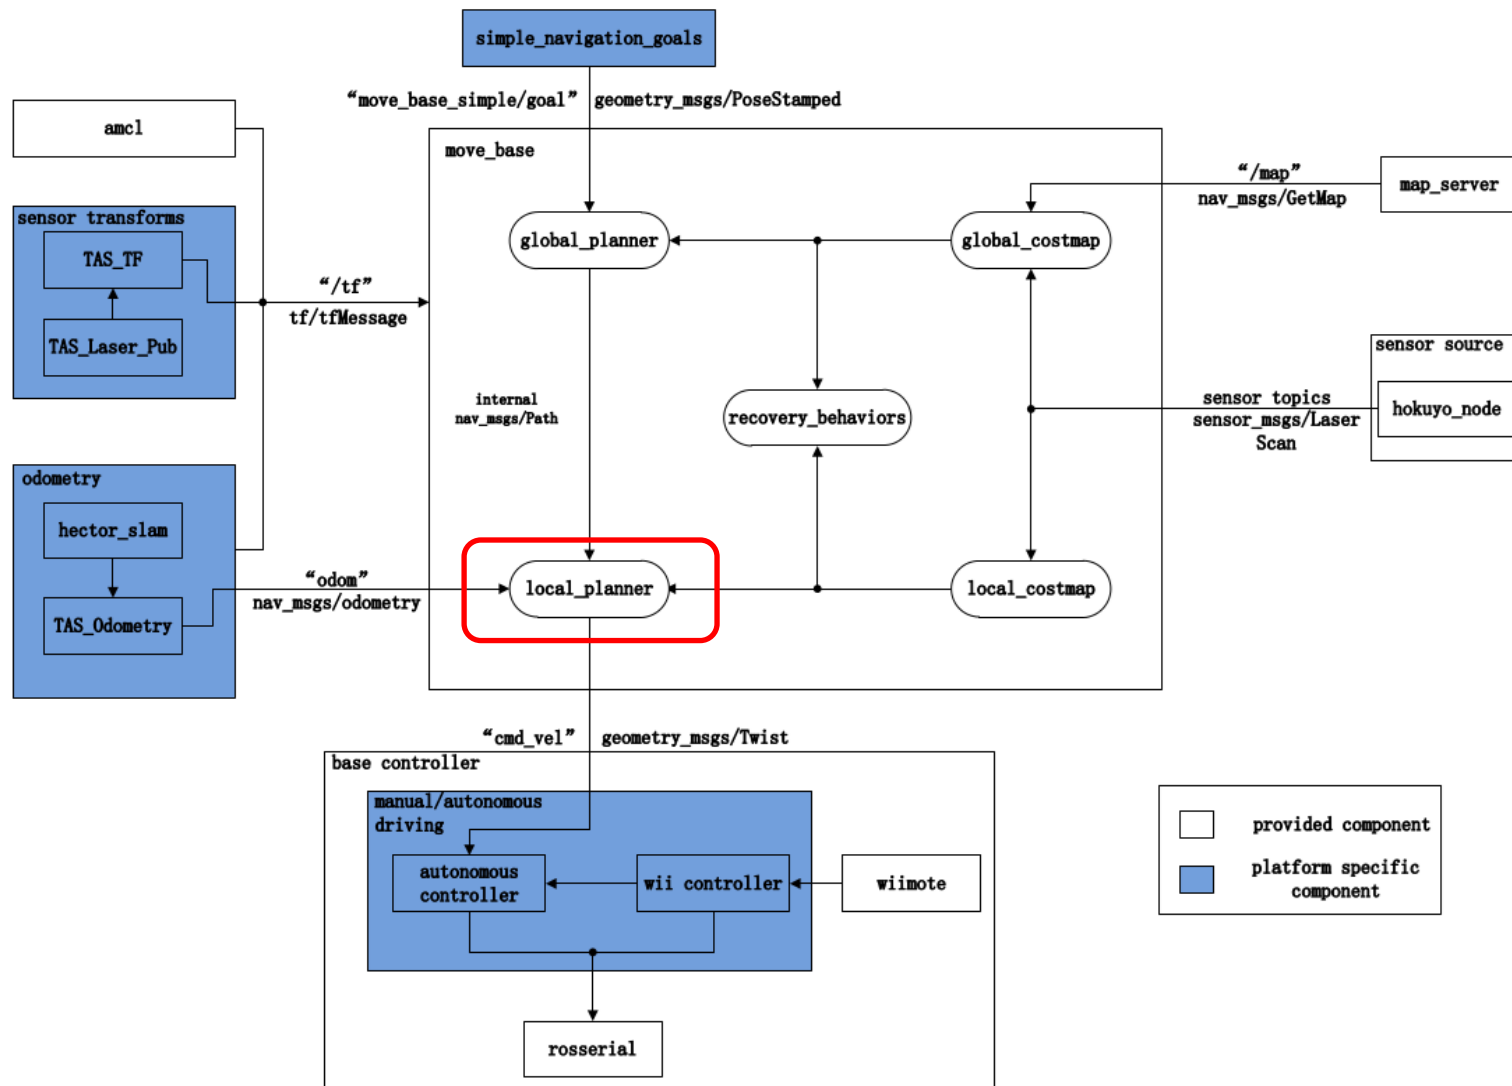 simple_navigation_goals
“move_base_simple/goal”
geometry_msgs/PoseStamped
amcl
move_base
“/map”
nav_msgs/GetMap
map_server
sensor transforms
TAS_TF
TAS_Laser_Pub
global_planner
global_costmap
“/tf”
tf/tfMessage
sensor source
hokuyo_node
internal
nav_msgs/Path
recovery_behaviors
sensor topics
sensor_msgs/Laser
Scan
odometry
hector_slam
TAS_Odometry
“odom”
nav_msgs/odometry
local_planner
local_costmap
“cmd_vel”
geometry_msgs/Twist
base controller
manual/autonomous
driving
autonomous
controller
wii controller
wiimote
rosserial
provided component
platform specific
component